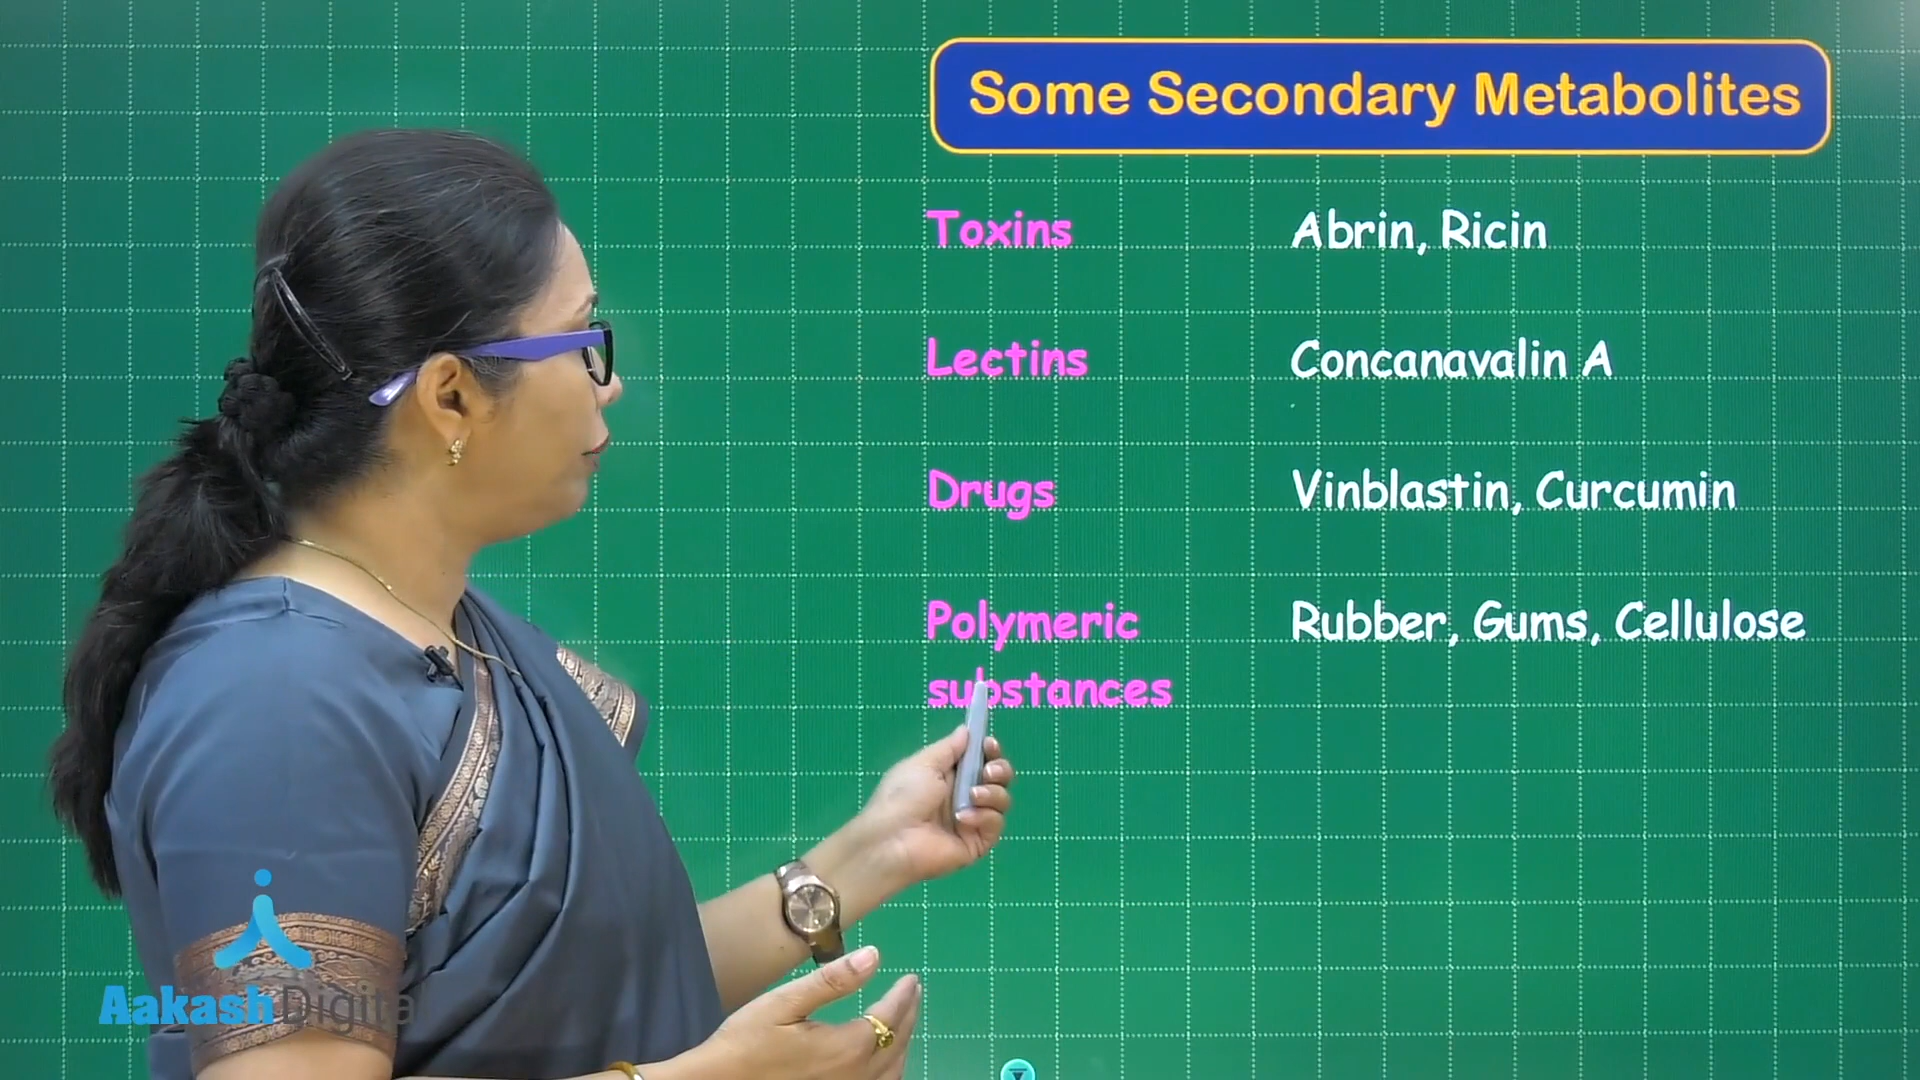 Some Secondary Metabolites
Toxins Abrin, Ricin
Lectins Concanavalin A
Drugs Vinblastin, Curcumin
Polymeric Rubber, Gums, Cellulose
substances
Aakash Digital